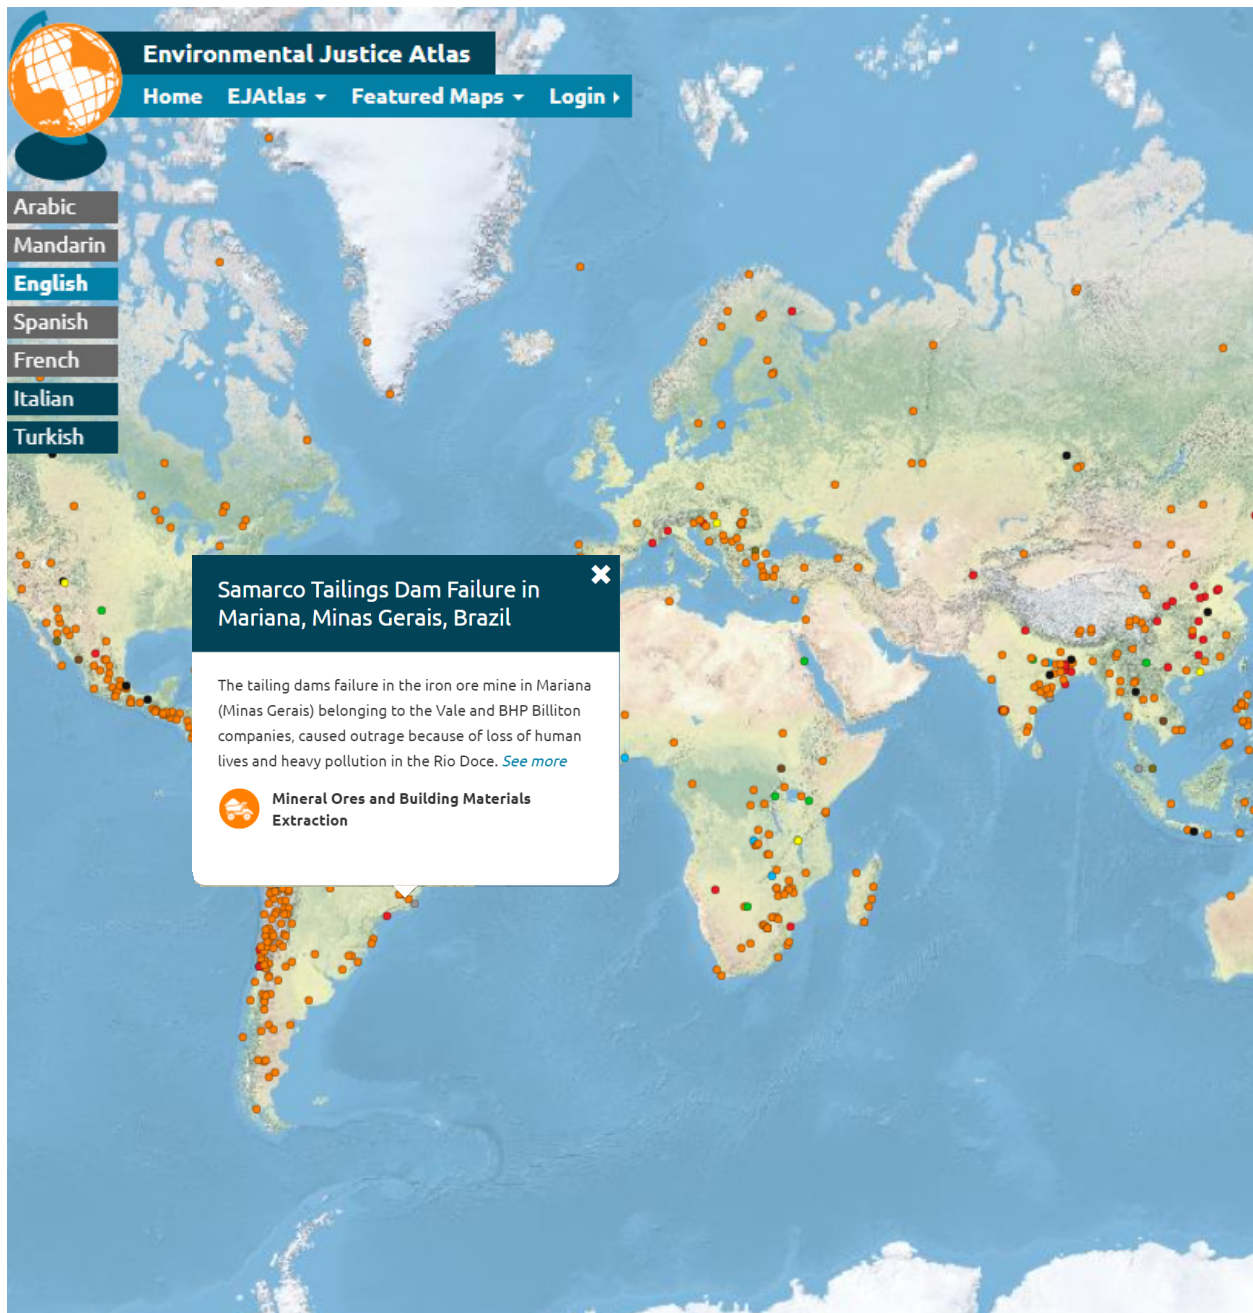 Environmental Justice Atlas
Home EJAtlas Featured Maps Login
Arabic
Mandarin
English
Spanish
French
Italian
Turkish
Samarco Tailings Dam Failure in
Mariana, Minas Gerais, Brazil
The tailing dams failure in the iron ore mine in Mariana
(Minas Gerais) belonging to the Vale and BHP Billiton
companies, caused outrage because of loss of human
lives and heavy pollution in the Rio Doce. See more
Mineral Ores and Building Materials
Extraction